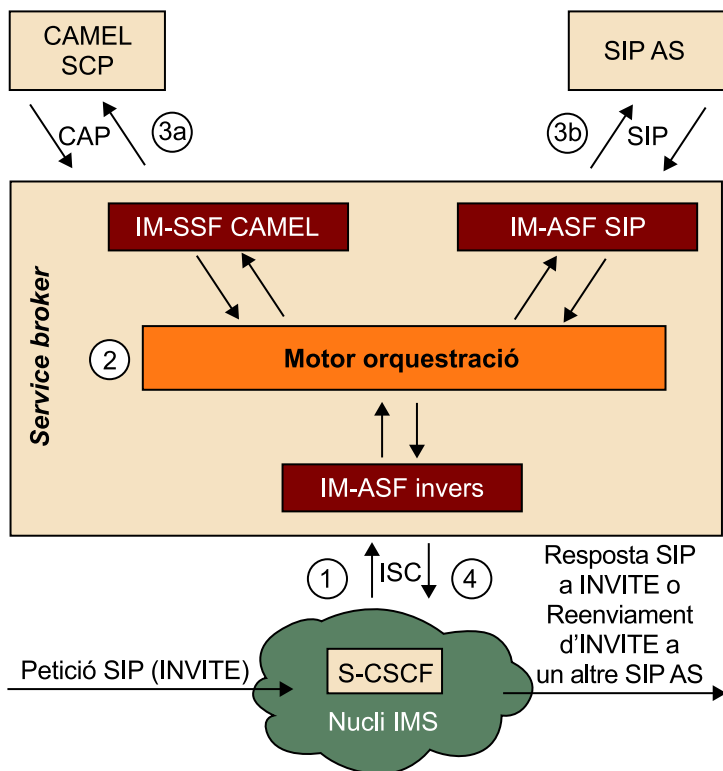 CAMEL
SCP
SIP AS
CAP
3a
3b
SIP
IM-SSF CAMEL
IM-ASF SIP
Service broker
2
Motor orquestració
IM-ASF invers
1
ISC
4
Resposta SIP
a INVITE o
Reenviament
d'INVITE a
un altre SIP AS
Petició SIP (INVITE)
S-CSCF
Nucli IMS